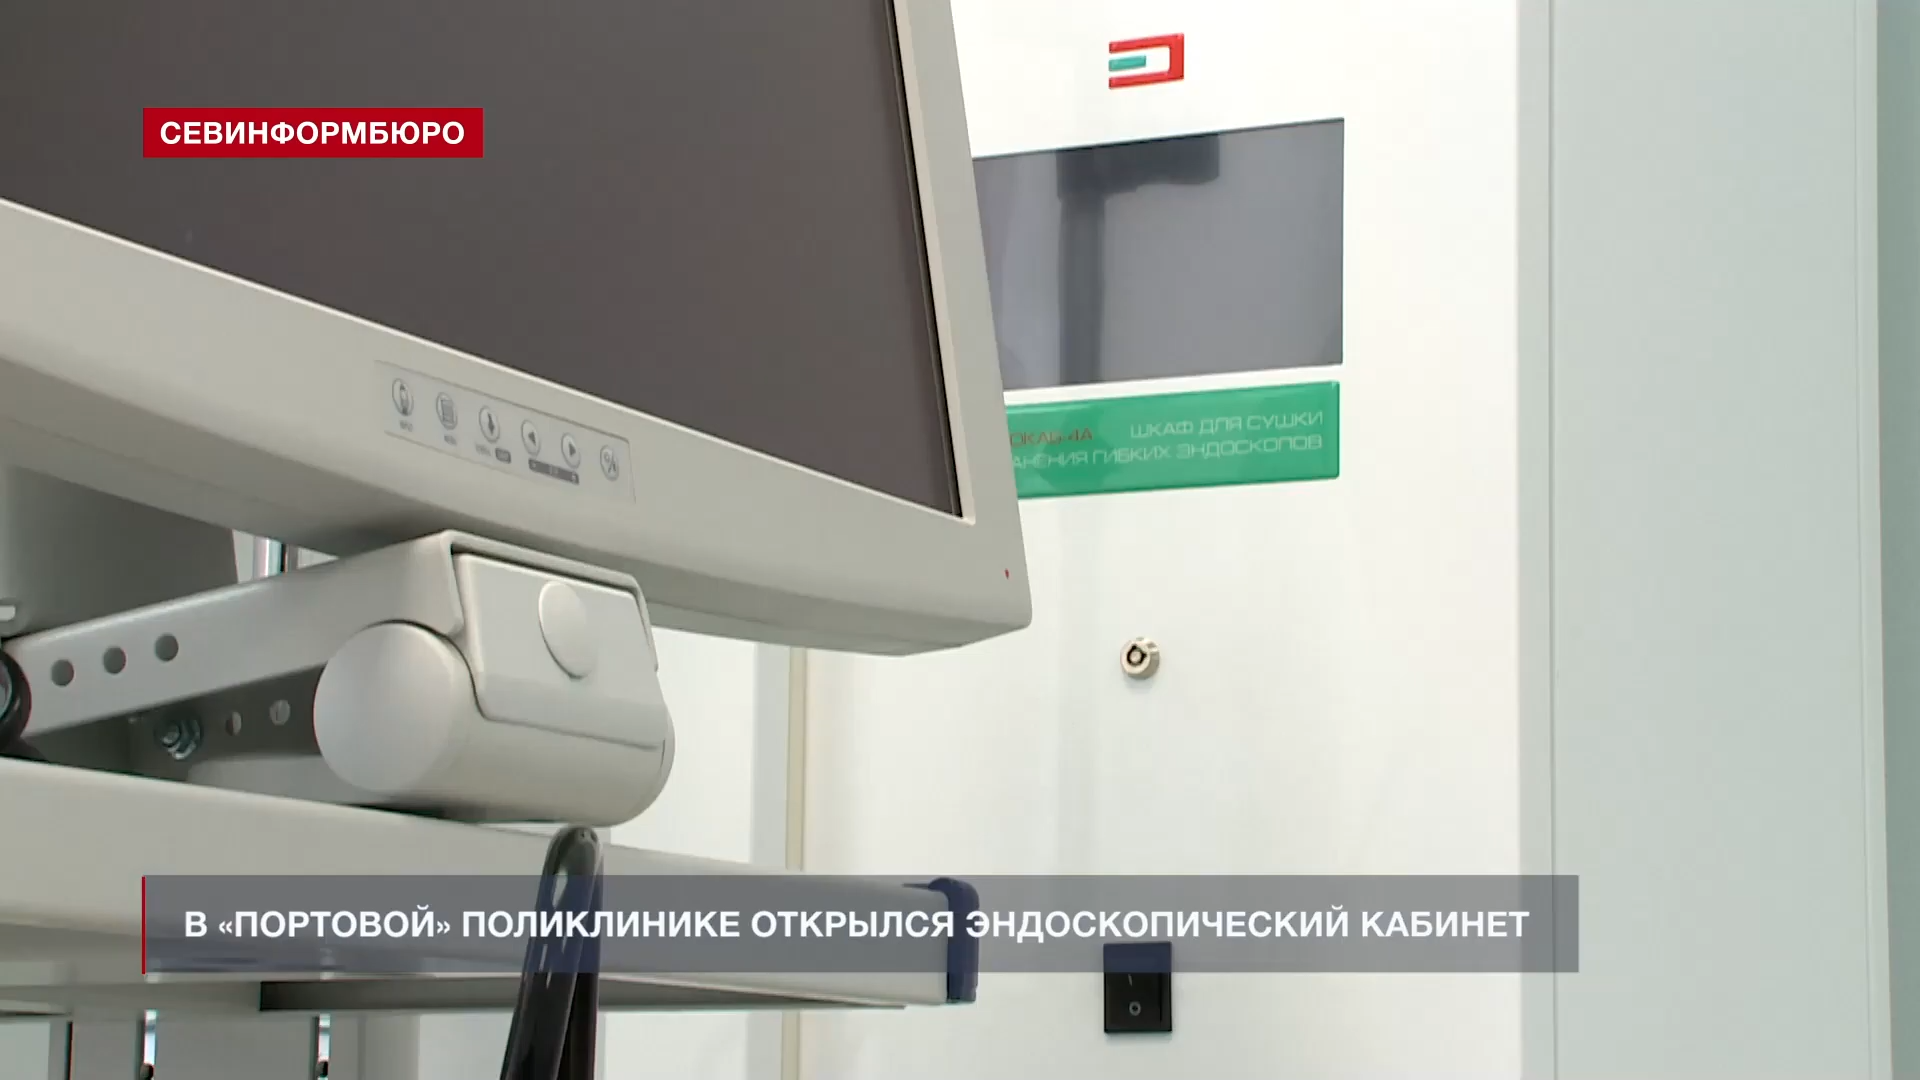 СЕВИНФОРМБЮРО
ШКАФ ДЛЯ СУШКИ
ГИБКИХ ЭНДОСКОПОВ
В «ПОРТОВОЙ» ПОЛИКЛИНИКЕ ОТКРЫЛСЯ ЭНДОСКОПИЧЕСКИЙ КАБИНЕТ